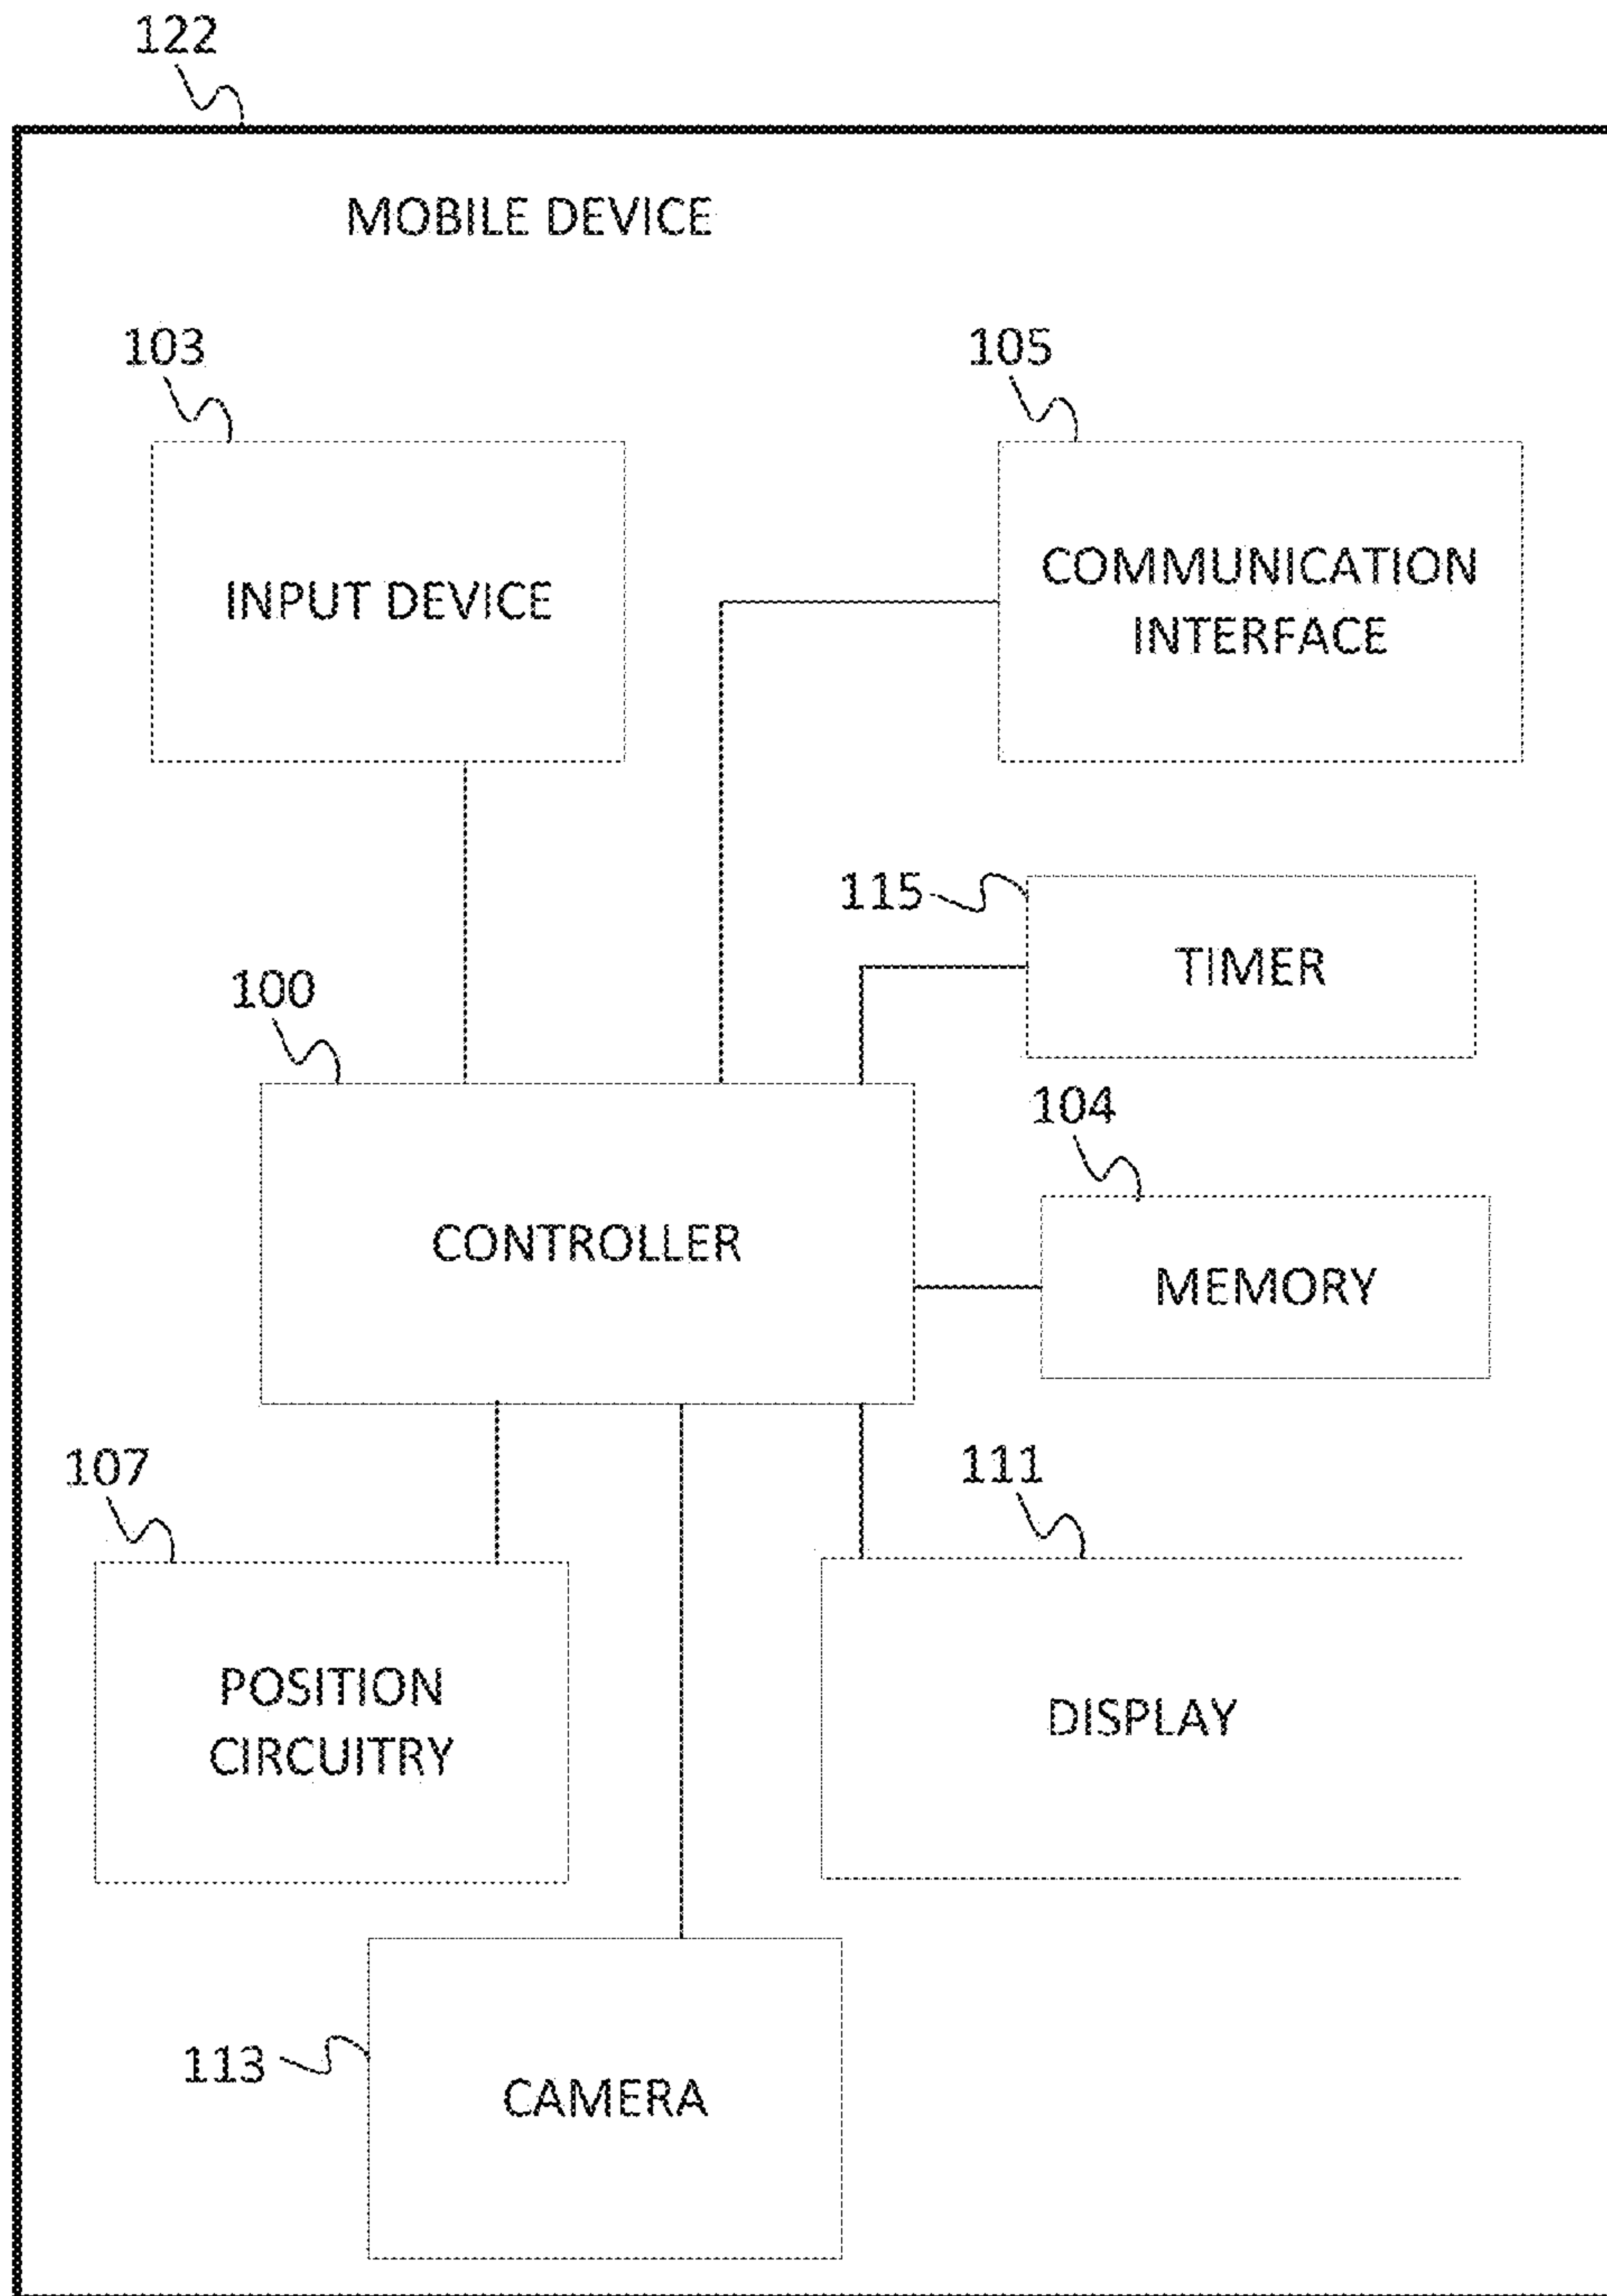 122
MOBILE DEVICE
103
105
INPUT DEVICE
COMMUNICATION
INTERFACE
115
TIMER
100
104
CONTROLLER
MEMORY
107
111
POSITION
CIRCUITRY
DISPLAY
113
CAMERA